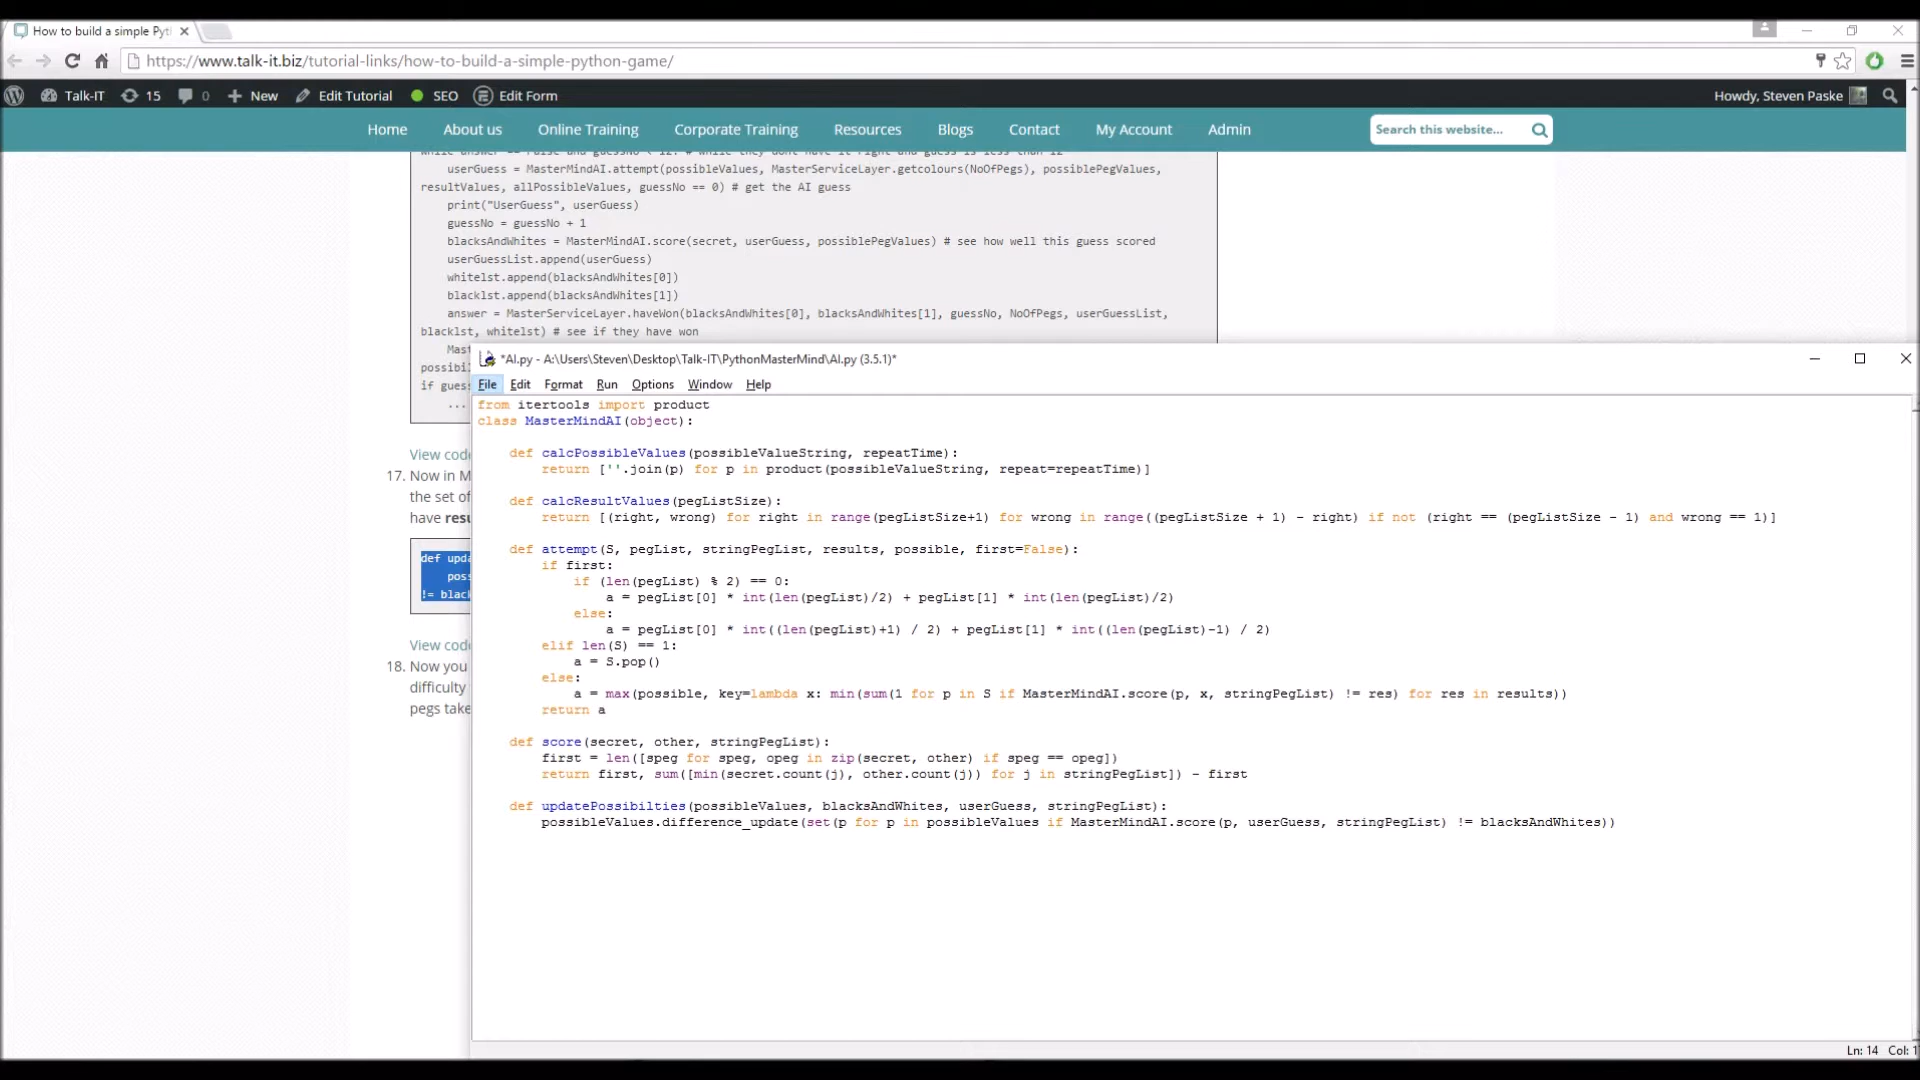 How to build a simple Pyt
https://www.talk-it.biz/tutorial-links/how-to-build-a-simple-python-game/
Talk-IT 15 0 New Edit Tutorial SEO Edit Form Howdy, Steven Paske
Home About us Online Training Corporate Training Resources Blogs Contact My Account Admin Search this website...
userGuess = MasterMindAI.attempt(possibleValues, MasterServiceLayer.getcolours(NoOfPegs), possiblePegValues,
resultValues, allPossibleValues, guessNo == 0) # get the AI guess
print("UserGuess", userGuess)
guessNo = guessNo + 1
blacksAndWhites = MasterMindAI.score(secret, userGuess, possiblePegValues) # see how well this guess scored
userGuessList.append(userGuess)
whitelst.append(blacksAndWhites[0])
blacklst.append(blacksAndWhites[1])
answer = MasterServiceLayer.haveWon(blacksAndWhites[0], blacksAndWhites[1], guessNo, NoOfPegs, userGuessList,
blacklst, whitelst) # see if they have won
Mast
possibi
if gues
...
View code
17. Now in M
the set of
have resu
def upda
poss
!= black
View code
18. Now you
difficulty
pegs take
*AI.py - A:\Users\Steven\Desktop\Talk-IT\PythonMasterMind\AI.py (3.5.1)*
File Edit Format Run Options Window Help
from itertools import product
class MasterMindAI(object):
def calcPossibleValues(possibleValueString, repeatTime):
return [''.join(p) for p in product(possibleValueString, repeat=repeatTime)]
def calcResultValues(pegListSize):
return [(right, wrong) for right in range(pegListSize+1) for wrong in range((pegListSize + 1) - right) if not (right == (pegListSize - 1) and wrong == 1)]
def attempt(S, pegList, stringPegList, results, possible, first=False):
if first:
if (len(pegList) % 2) == 0:
a = pegList[0] * int(len(pegList)/2) + pegList[1] * int(len(pegList)/2)
else:
a = pegList[0] * int((len(pegList)+1) / 2) + pegList[1] * int((len(pegList)-1) / 2)
elif len(S) == 1:
a = S.pop()
else:
a = max(possible, key=lambda x: min(sum(1 for p in S if MasterMindAI.score(p, x, stringPegList) != res) for res in results))
return a
def score(secret, other, stringPegList):
first = len([speg for speg, opeg in zip(secret, other) if speg == opeg])
return first, sum([min(secret.count(j), other.count(j)) for j in stringPegList]) - first
def updatePossibilties(possibleValues, blacksAndWhites, userGuess, stringPegList):
possibleValues.difference_update(set(p for p in possibleValues if MasterMindAI.score(p, userGuess, stringPegList) != blacksAndWhites))
Ln: 14 Col: 1